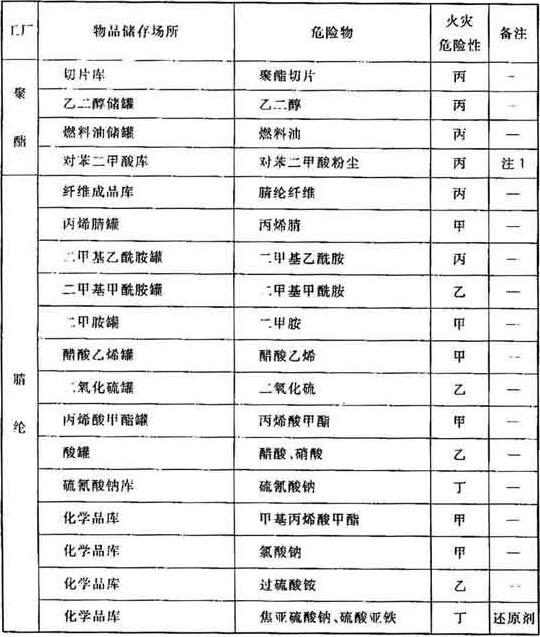 工厂 物品储存场所 危险物 火灾危险性 备注
聚酯 切片库 聚酯切片 丙 —
乙二醇储罐 乙二醇 丙 —
燃料油储罐 燃料油 丙 —
对苯二甲酸库 对苯二甲酸粉尘 丙 注1
腈纶 纤维成品库 腈纶纤维 丙 —
丙烯腈罐 丙烯腈 甲 —
二甲基乙酰胺罐 二甲基乙酰胺 丙 —
二甲基甲酰胺罐 二甲基甲酰胺 乙 —
二甲胺罐 二甲胺 甲 —
醋酸乙烯罐 醋酸乙烯 甲 —
二氧化硫罐 二氧化硫 乙 —
丙烯酸甲酯罐 丙烯酸甲酯 甲 —
酸罐 醋酸、硝酸 乙 —
硫氰酸钠库 硫氰酸钠 丁 —
化学品库 甲基丙烯酸甲酯 甲 —
化学品库 氯酸钠 甲 —
化学品库 过硫酸铵 乙 —
化学品库 焦亚硫酸钠、硫酸亚铁 丁 还原剂